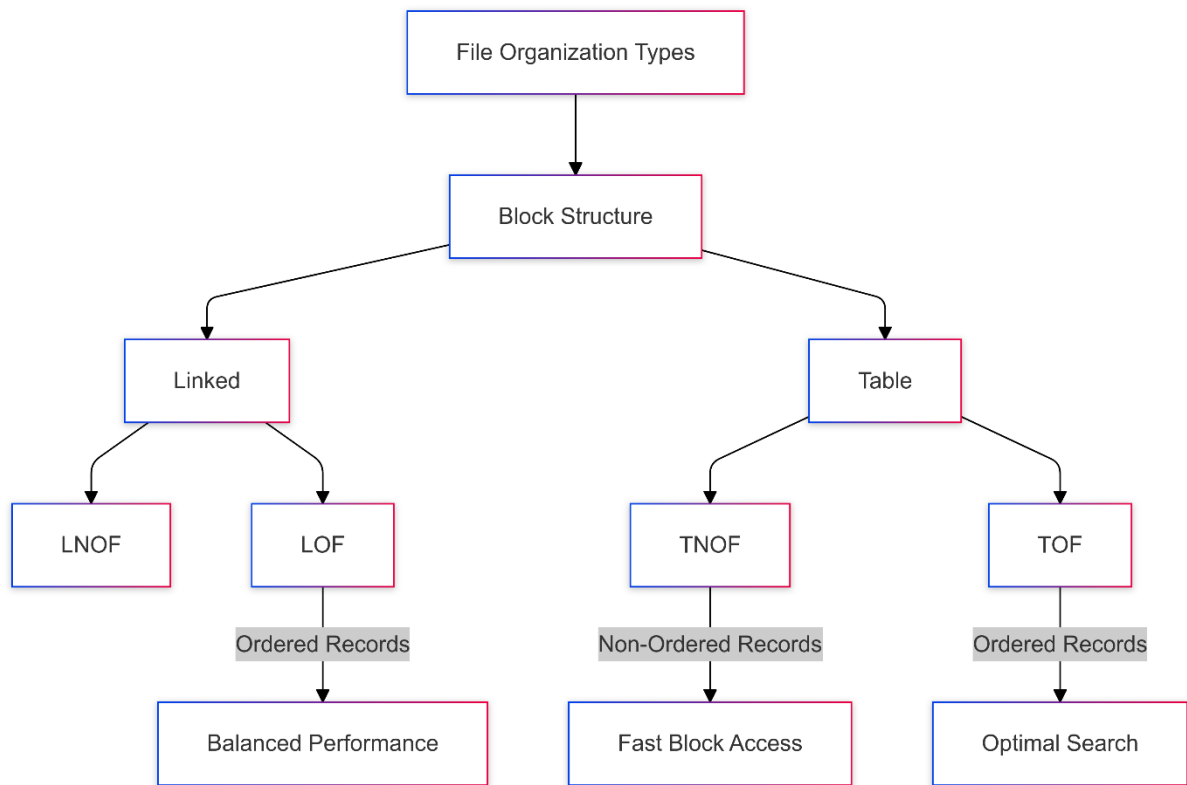 File Organization Types
Block Structure
Linked
Table
LNOF
LOF
TNOF
TOF
Ordered Records
Non-Ordered Records
Ordered Records
Balanced Performance
Fast Block Access
Optimal Search